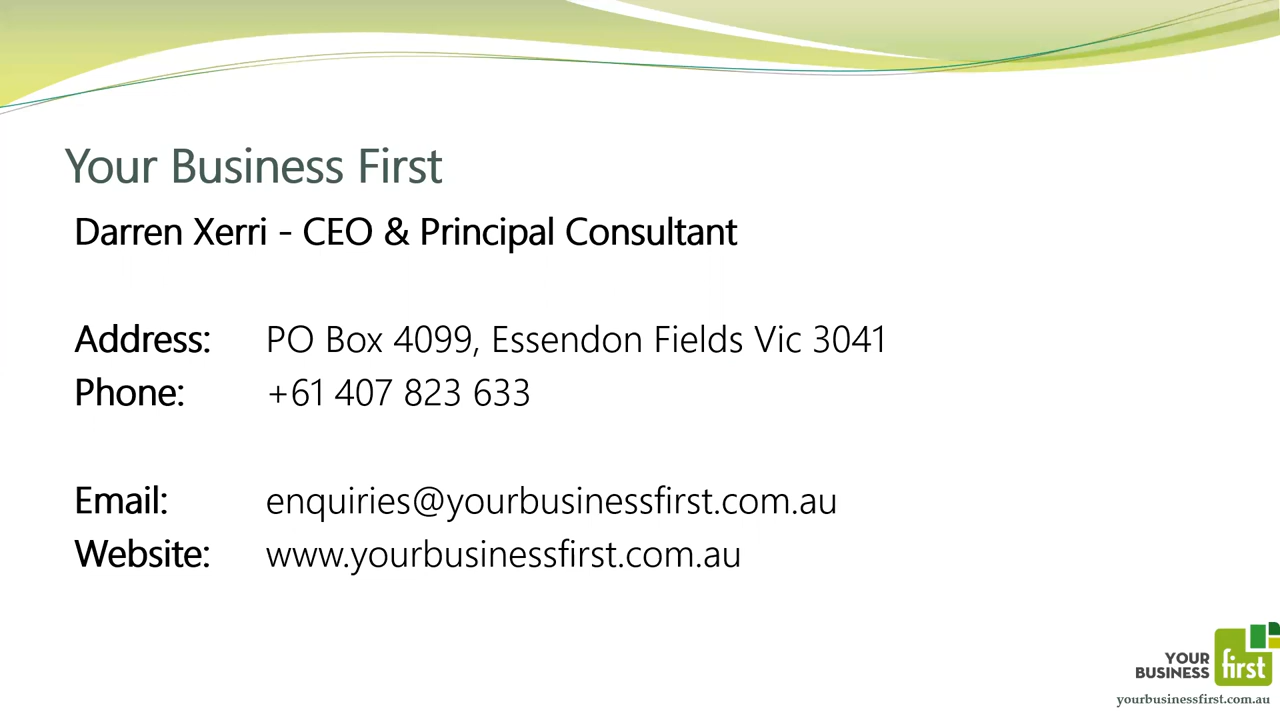 Your Business First
Darren Xerri - CEO & Principal Consultant
Address: PO Box 4099, Essendon Fields Vic 3041
Phone: +61 407 823 633
Email: enquiries@yourbusinessfirst.com.au
Website: www.yourbusinessfirst.com.au
YOUR
BUSINESS first
yourbusinessfirst.com.au